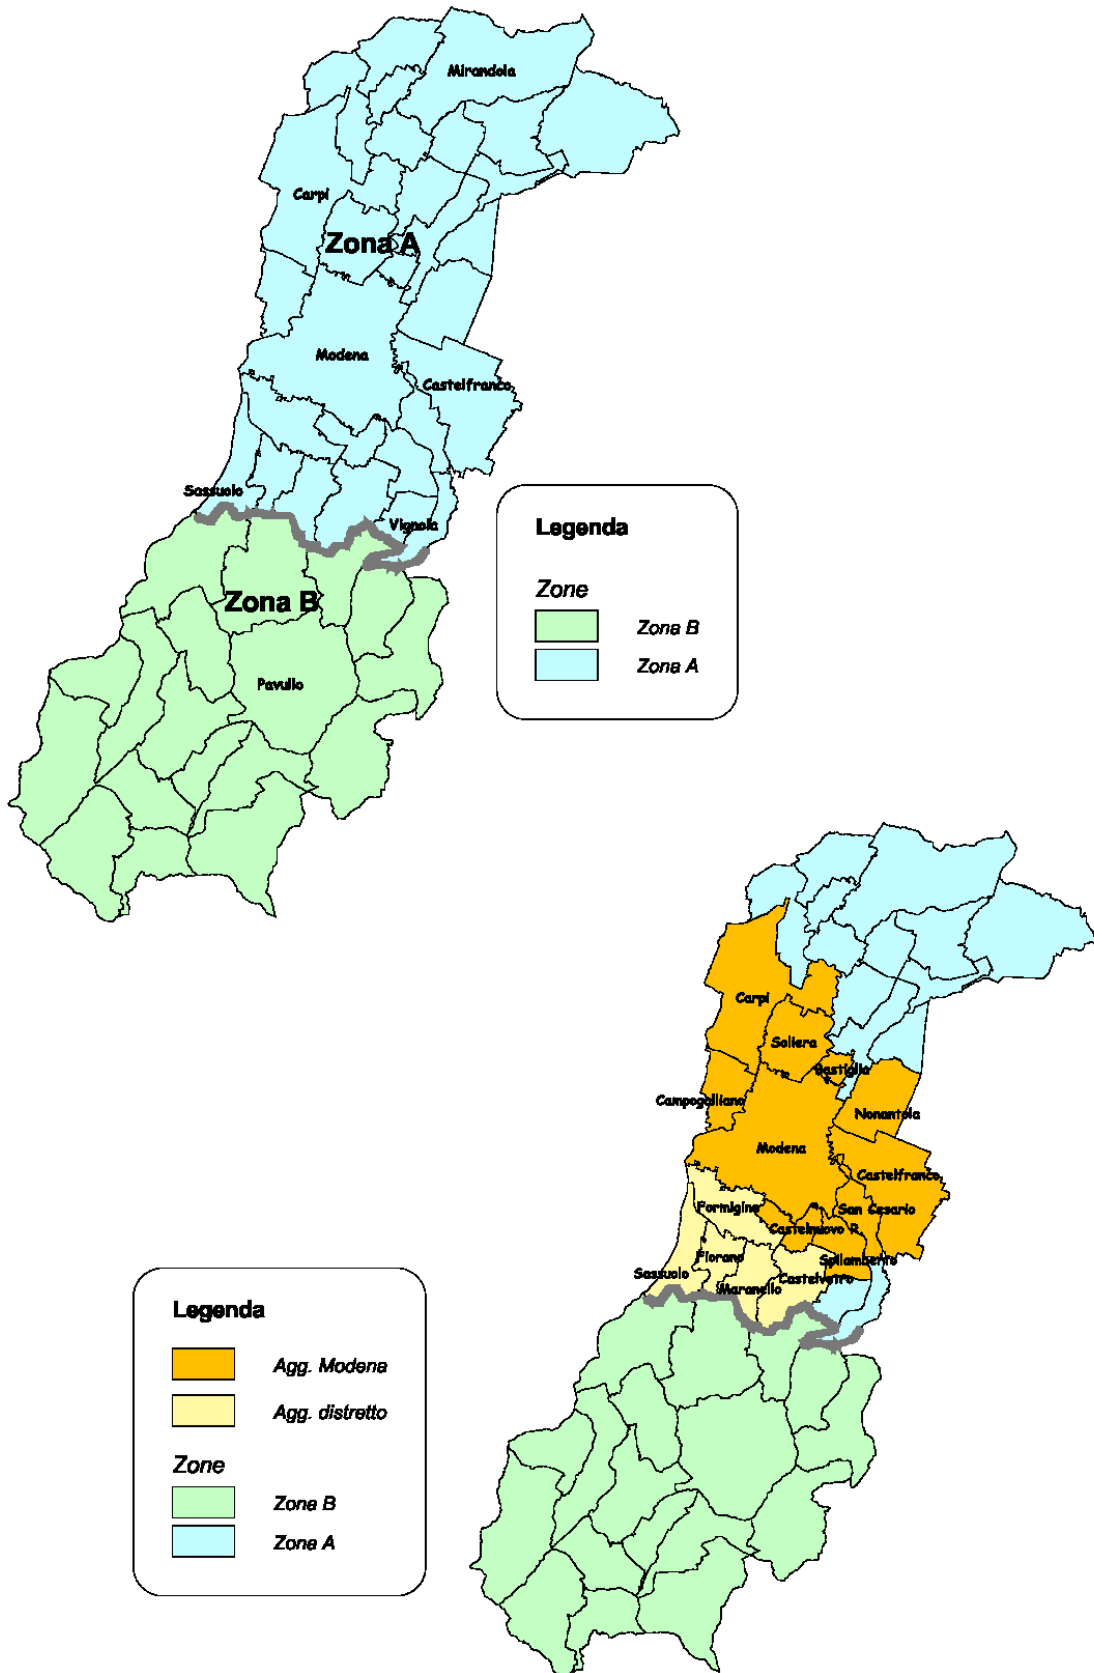 Mirandola
Carpi
Zona A
Modena
Castelfranco
Sassuolo
Vignola
Zona B
Pavullo
Legenda
Zone
Zona B
Zona A
Carpi
Soliera
Bastiglia
Campogalliano
Nonantola
Modena
Castelfranco
Formigine
San Cesario
Castelnuovo R.
Fiorano
Spilamberto
Sassuolo
Castelvetro
Maranello
Legenda
Agg. Modena
Agg. distretto
Zone
Zona B
Zona A